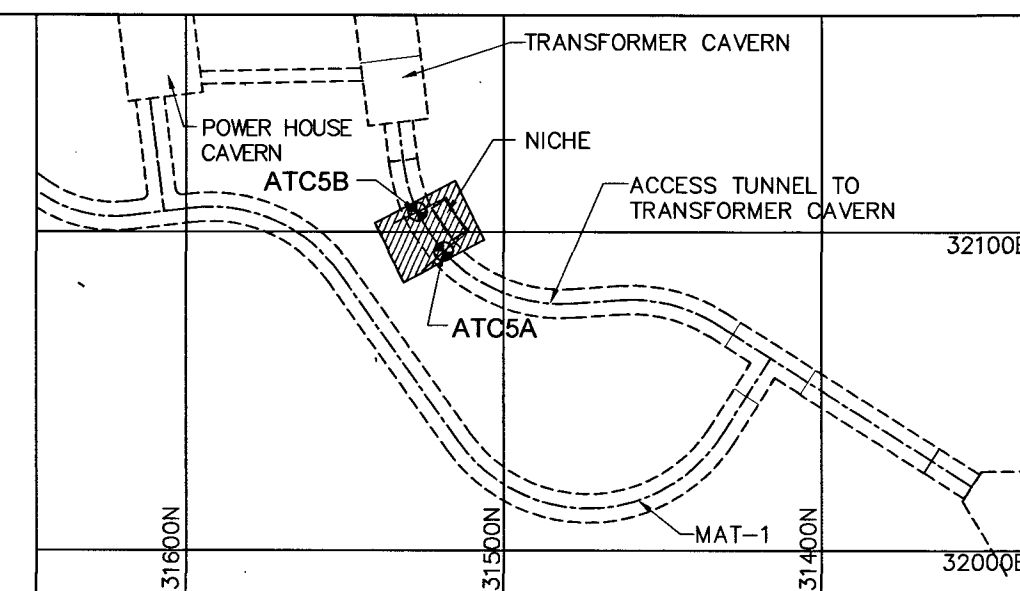 TRANSFORMER CAVERN
POWER HOUSE
CAVERN
NICHE
ATC5B
ACCESS TUNNEL TO
TRANSFORMER CAVERN
32100E
ATC5A
MAT-1
31600N
31500N
31400N
32000E